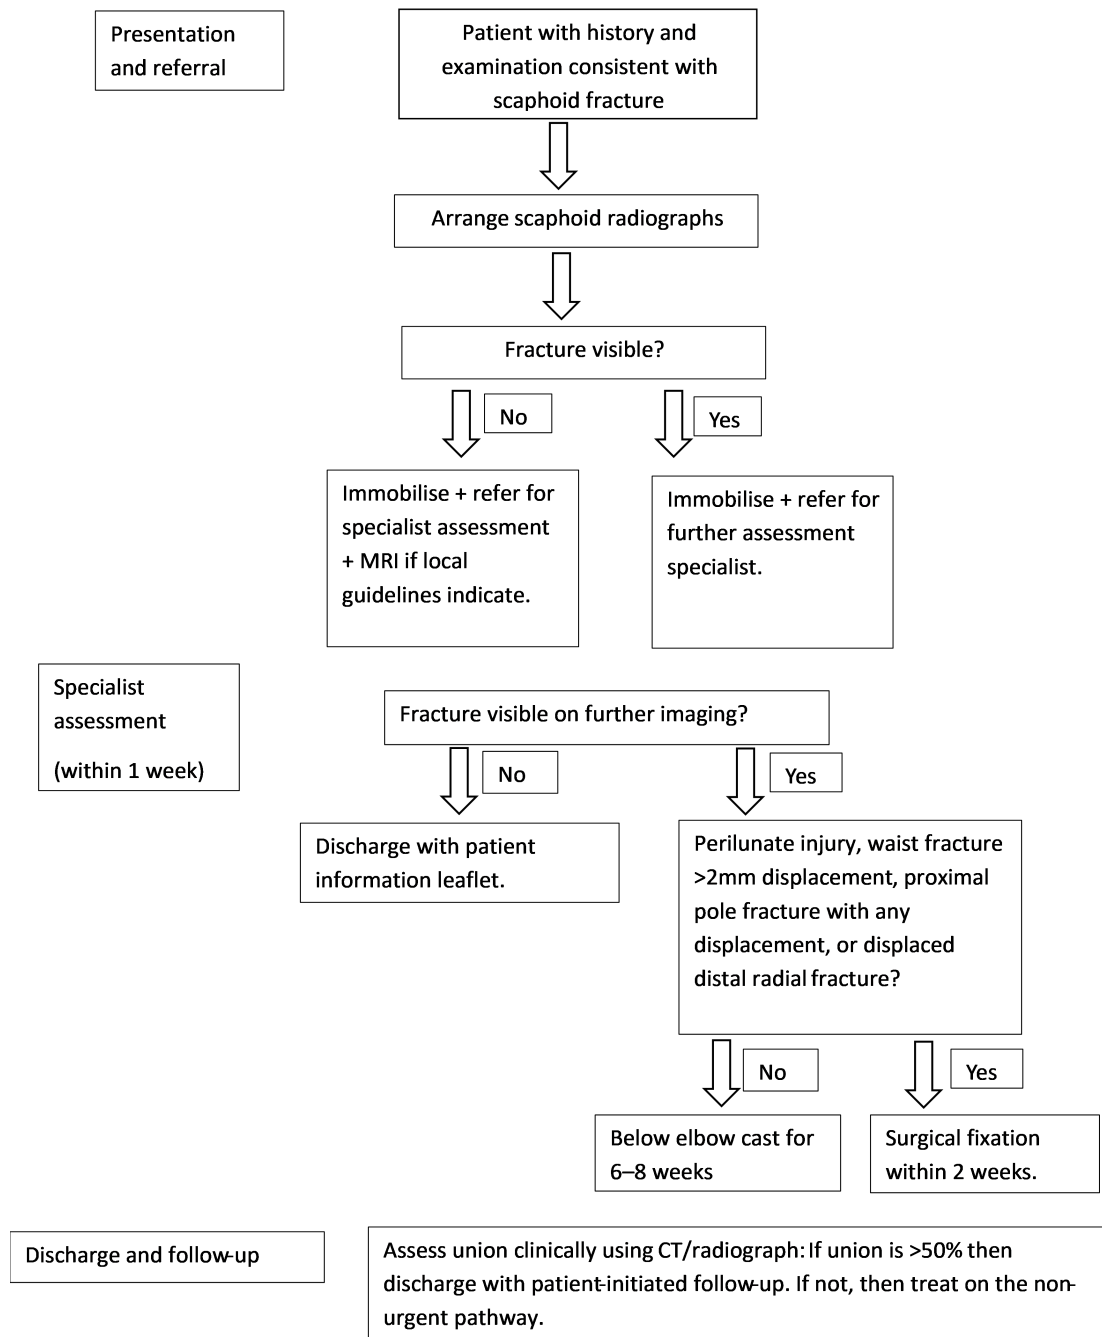 Presentation
and referral
Patient with history and
examination consistent with
scaphoid fracture
Arrange scaphoid radiographs
Fracture visible?
No
Yes
Immobilise + refer for
specialist assessment
+ MRI if local
guidelines indicate.
Immobilise + refer for
further assessment
specialist.
Specialist
assessment
(within 1 week)
Fracture visible on further imaging?
No
Yes
Discharge with patient
information leaflet.
Perilunate injury, waist fracture
>2mm displacement, proximal
pole fracture with any
displacement, or displaced
distal radial fracture?
No
Yes
Below elbow cast for
6–8 weeks
Surgical fixation
within 2 weeks.
Discharge and follow-up
Assess union clinically using CT/radiograph: If union is >50% then
discharge with patient-initiated follow-up. If not, then treat on the non-
urgent pathway.